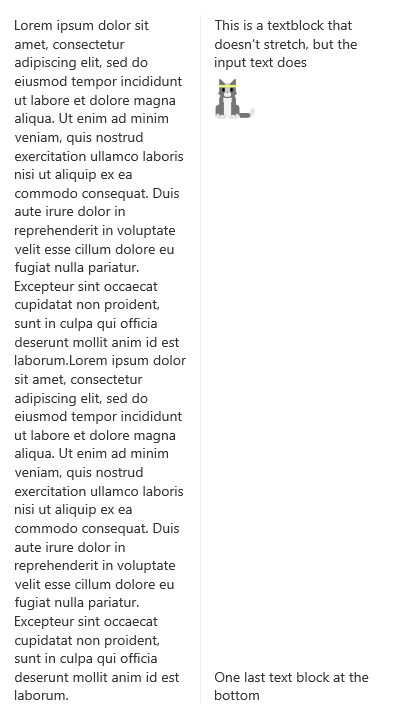 Lorem ipsum dolor sit
amet, consectetur
adipiscing elit, sed do
eiusmod tempor incididunt
ut labore et dolore magna
aliqua. Ut enim ad minim
veniam, quis nostrud
exercitation ullamco laboris
nisi ut aliquip ex ea
commodo consequat. Duis
aute irure dolor in
reprehenderit in voluptate
velit esse cillum dolore eu
fugiat nulla pariatur.
Excepteur sint occaecat
cupidatat non proident,
sunt in culpa qui officia
deserunt mollit anim id est
laborum.Lorem ipsum dolor
sit amet, consectetur
adipiscing elit, sed do
eiusmod tempor incididunt
ut labore et dolore magna
aliqua. Ut enim ad minim
veniam, quis nostrud
exercitation ullamco laboris
nisi ut aliquip ex ea
commodo consequat. Duis
aute irure dolor in
reprehenderit in voluptate
velit esse cillum dolore eu
fugiat nulla pariatur.
Excepteur sint occaecat
cupidatat non proident,
sunt in culpa qui officia
deserunt mollit anim id est
laborum.
This is a textblock that
doesn't stretch, but the
input text does
One last text block at the
bottom